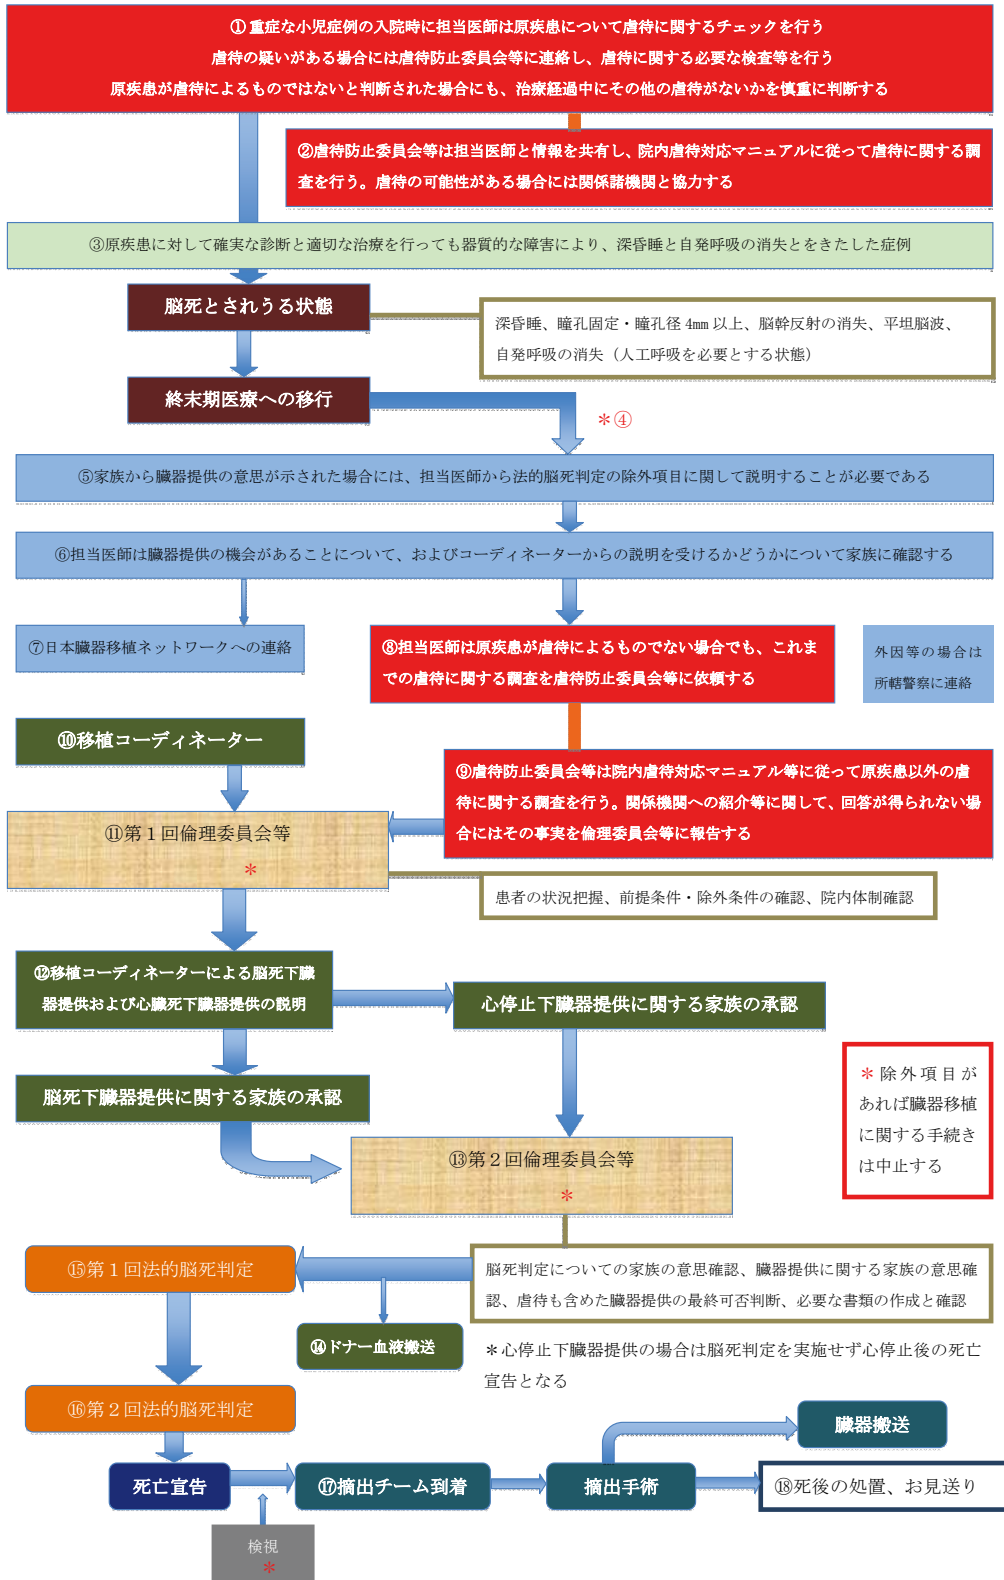 ①重症な小児症例の入院時に担当医師は原疾患について虐待に関するチェックを行う
虐待の疑いがある場合には虐待防止委員会等に連絡し、虐待に関する必要な検査等を行う
原疾患が虐待によるものではないと判断された場合にも、治療経過中にその他の虐待がないかを慎重に判断する
②虐待防止委員会等は担当医師と情報を共有し、院内虐待対応マニュアルに従って虐待に関する調
査を行う。虐待の可能性がある場合には関係諸機関と協力する
③原疾患に対して確実な診断と適切な治療を行っても器質的な障害により、深昏睡と自発呼吸の消失とをきたした症例
脳死とされうる状態
深昏睡、瞳孔固定・瞳孔径 4mm 以上、脳幹反射の消失、平坦脳波、
自発呼吸の消失（人工呼吸を必要とする状態）
終末期医療への移行
＊④
⑤家族から臓器提供の意思が示された場合には、担当医師から法的脳死判定の除外項目に関して説明することが必要である
⑥担当医師は臓器提供の機会があることについて、およびコーディネーターからの説明を受けるかどうかについて家族に確認する
⑦日本臓器移植ネットワークへの連絡
⑧担当医師は原疾患が虐待によるものでない場合でも、これま
での虐待に関する調査を虐待防止委員会等に依頼する
外因等の場合は
所轄警察に連絡
⑩移植コーディネーター
⑨虐待防止委員会等は院内虐待対応マニュアル等に従って原疾患以外の虐
待に関する調査を行う。関係機関への紹介等に関して、回答が得られない場
合にはその事実を倫理委員会等に報告する
⑪第１回倫理委員会等
＊
患者の状況把握、前提条件・除外条件の確認、院内体制確認
⑫移植コーディネーターによる脳死下臓
器提供および心臓死下臓器提供の説明
心停止下臓器提供に関する家族の承認
脳死下臓器提供に関する家族の承認
＊除外項目が
あれば臓器移植
に関する手続き
は中止する
⑬第２回倫理委員会等
＊
⑮第１回法的脳死判定
脳死判定についての家族の意思確認、臓器提供に関する家族の意思確
認、虐待も含めた臓器提供の最終可否判断、必要な書類の作成と確認
⑭ドナー血液搬送
＊心停止下臓器提供の場合は脳死判定を実施せず心停止後の死亡
宣告となる
⑯第２回法的脳死判定
臓器搬送
死亡宣告
⑰摘出チーム到着
摘出手術
⑱死後の処置、お見送り
検視
＊